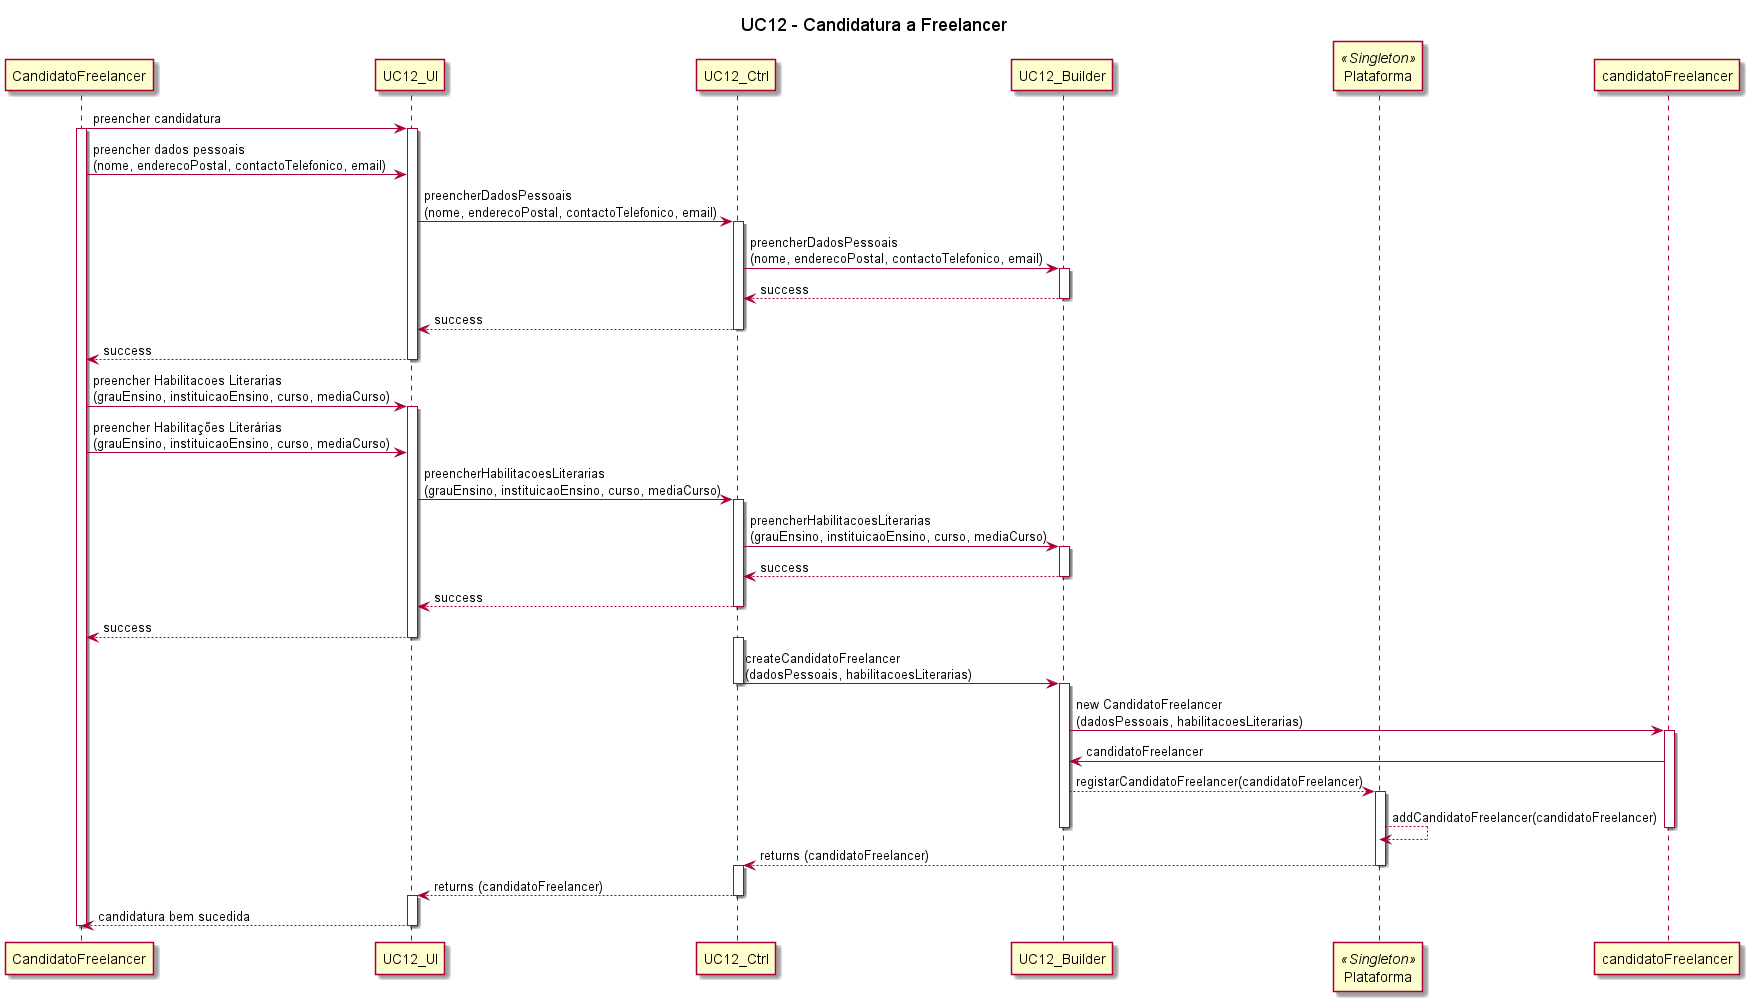 UC12 - Candidatura a Freelancer
CandidatoFreelancer
UC12_UI
UC12_Ctrl
UC12_Builder
«Singleton»
Plataforma
candidatoFreelancer
preencher candidatura
preencher dados pessoais
(nome, enderecoPostal, contactoTelefonico, email)
preencherDadosPessoais
(nome, enderecoPostal, contactoTelefonico, email)
preencherDadosPessoais
(nome, enderecoPostal, contactoTelefonico, email)
success
success
success
preencher Habilitacoes Literarias
(grauEnsino, instituicaoEnsino, curso, mediaCurso)
preencher Habilitações Literárias
(grauEnsino, instituicaoEnsino, curso, mediaCurso)
preencherHabilitacoesLiterarias
(grauEnsino, instituicaoEnsino, curso, mediaCurso)
preencherHabilitacoesLiterarias
(grauEnsino, instituicaoEnsino, curso, mediaCurso)
success
success
success
createCandidatoFreelancer
(dadosPessoais, habilitacoesLiterarias)
new CandidatoFreelancer
(dadosPessoais, habilitacoesLiterarias)
candidatoFreelancer
registarCandidatoFreelancer(candidatoFreelancer)
addCandidatoFreelancer(candidatoFreelancer)
returns (candidatoFreelancer)
returns (candidatoFreelancer)
candidatura bem sucedida
CandidatoFreelancer
UC12_UI
UC12_Ctrl
UC12_Builder
«Singleton»
Plataforma
candidatoFreelancer